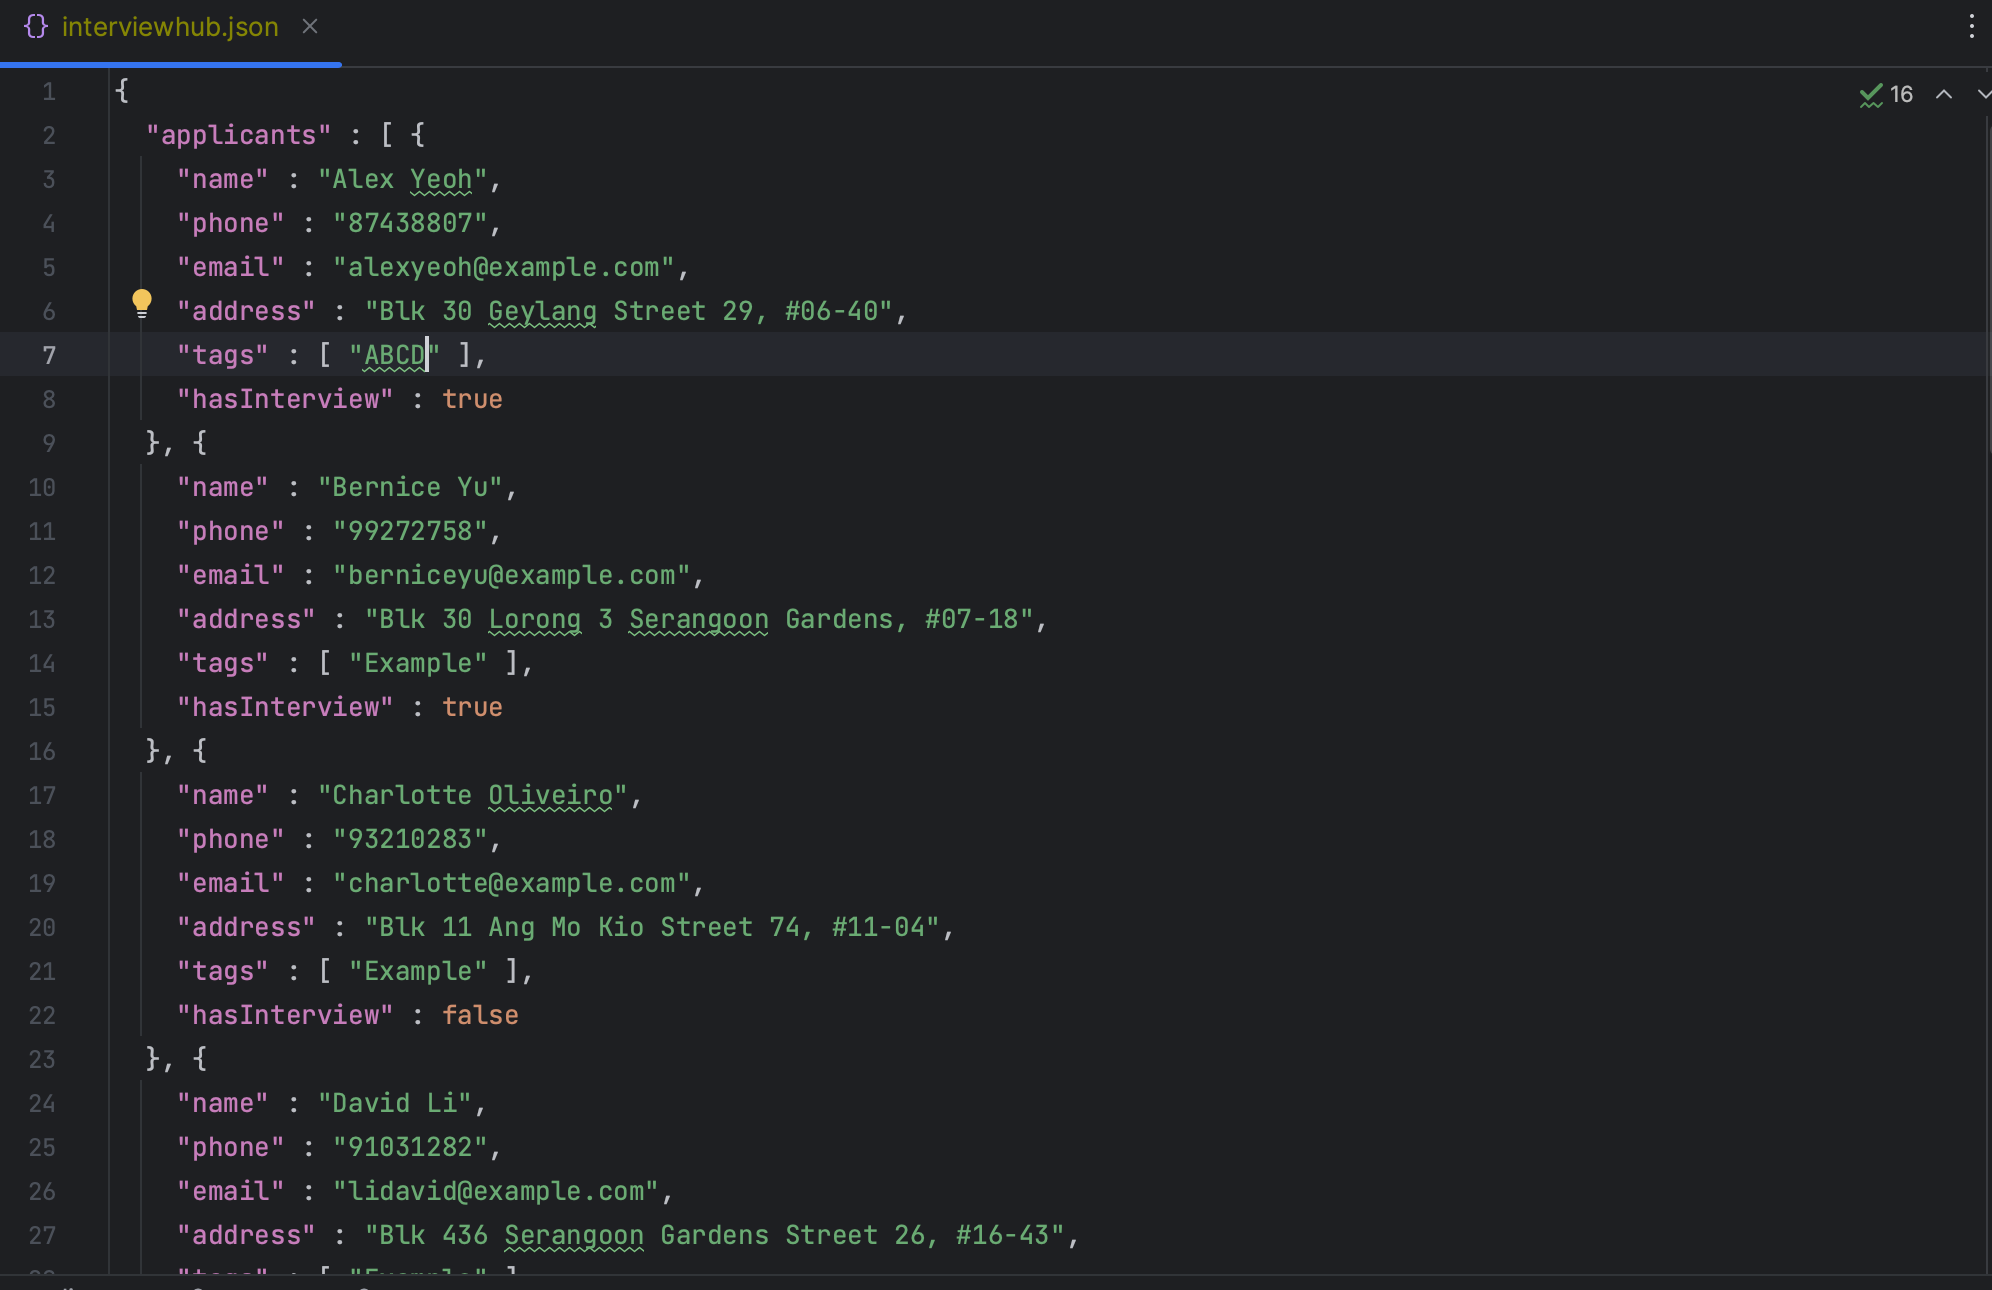 interviewhub.json
16
1 {
2 "applicants" : [ {
3 "name" : "Alex Yeoh",
4 "phone" : "87438807",
5 "email" : "alexyeoh@example.com",
6 "address" : "Blk 30 Geylang Street 29, #06-40",
7 "tags" : [ "ABCD" ],
8 "hasInterview" : true
9 }, {
10 "name" : "Bernice Yu",
11 "phone" : "99272758",
12 "email" : "berniceyu@example.com",
13 "address" : "Blk 30 Lorong 3 Serangoon Gardens, #07-18",
14 "tags" : [ "Example" ],
15 "hasInterview" : true
16 }, {
17 "name" : "Charlotte Oliveiro",
18 "phone" : "93210283",
19 "email" : "charlotte@example.com",
20 "address" : "Blk 11 Ang Mo Kio Street 74, #11-04",
21 "tags" : [ "Example" ],
22 "hasInterview" : false
23 }, {
24 "name" : "David Li",
25 "phone" : "91031282",
26 "email" : "lidavid@example.com",
27 "address" : "Blk 436 Serangoon Gardens Street 26, #16-43",